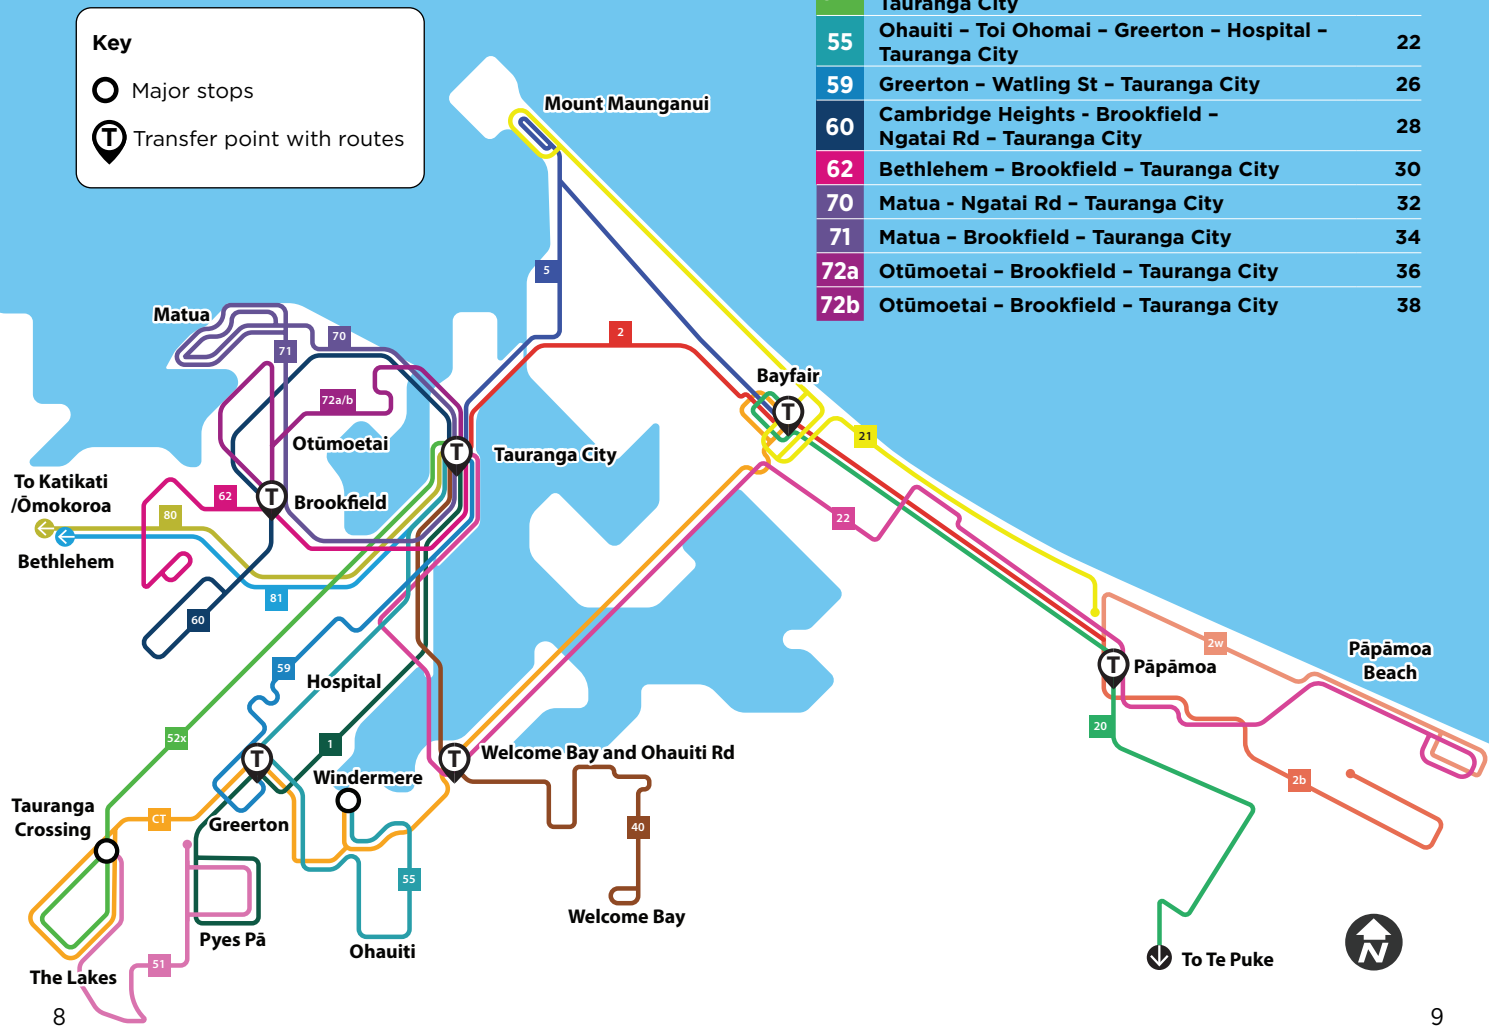 Key
Major stops
T Transfer point with routes
Tauranga City
55 Ohauiti – Toi Ohomai – Greerton – Hospital – 22
Tauranga City
59 Greerton – Watling St – Tauranga City 26
60 Cambridge Heights - Brookfield – 28
Ngatai Rd – Tauranga City
62 Bethlehem – Brookfield – Tauranga City 30
70 Matua - Ngatai Rd – Tauranga City 32
71 Matua – Brookfield – Tauranga City 34
72a Otūmoetai – Brookfield – Tauranga City 36
72b Otūmoetai – Brookfield – Tauranga City 38
Mount Maunganui
5
Matua
70
2
71
Bayfair
T
72a/b
21
Otūmoetai
T
Tauranga City
To Katikati
/Ōmokoroa
62
T
Brookfield
80
22
Bethlehem
81
60
2w
Pāpāmoa
Beach
59
T
Pāpāmoa
Hospital
20
52x
1
T
T
Welcome Bay and Ohauiti Rd
Windermere
2b
Tauranga
Crossing
CT
Greerton
40
55
Welcome Bay
Pyes Pā
Ohauiti
51
The Lakes
To Te Puke
N
8
9